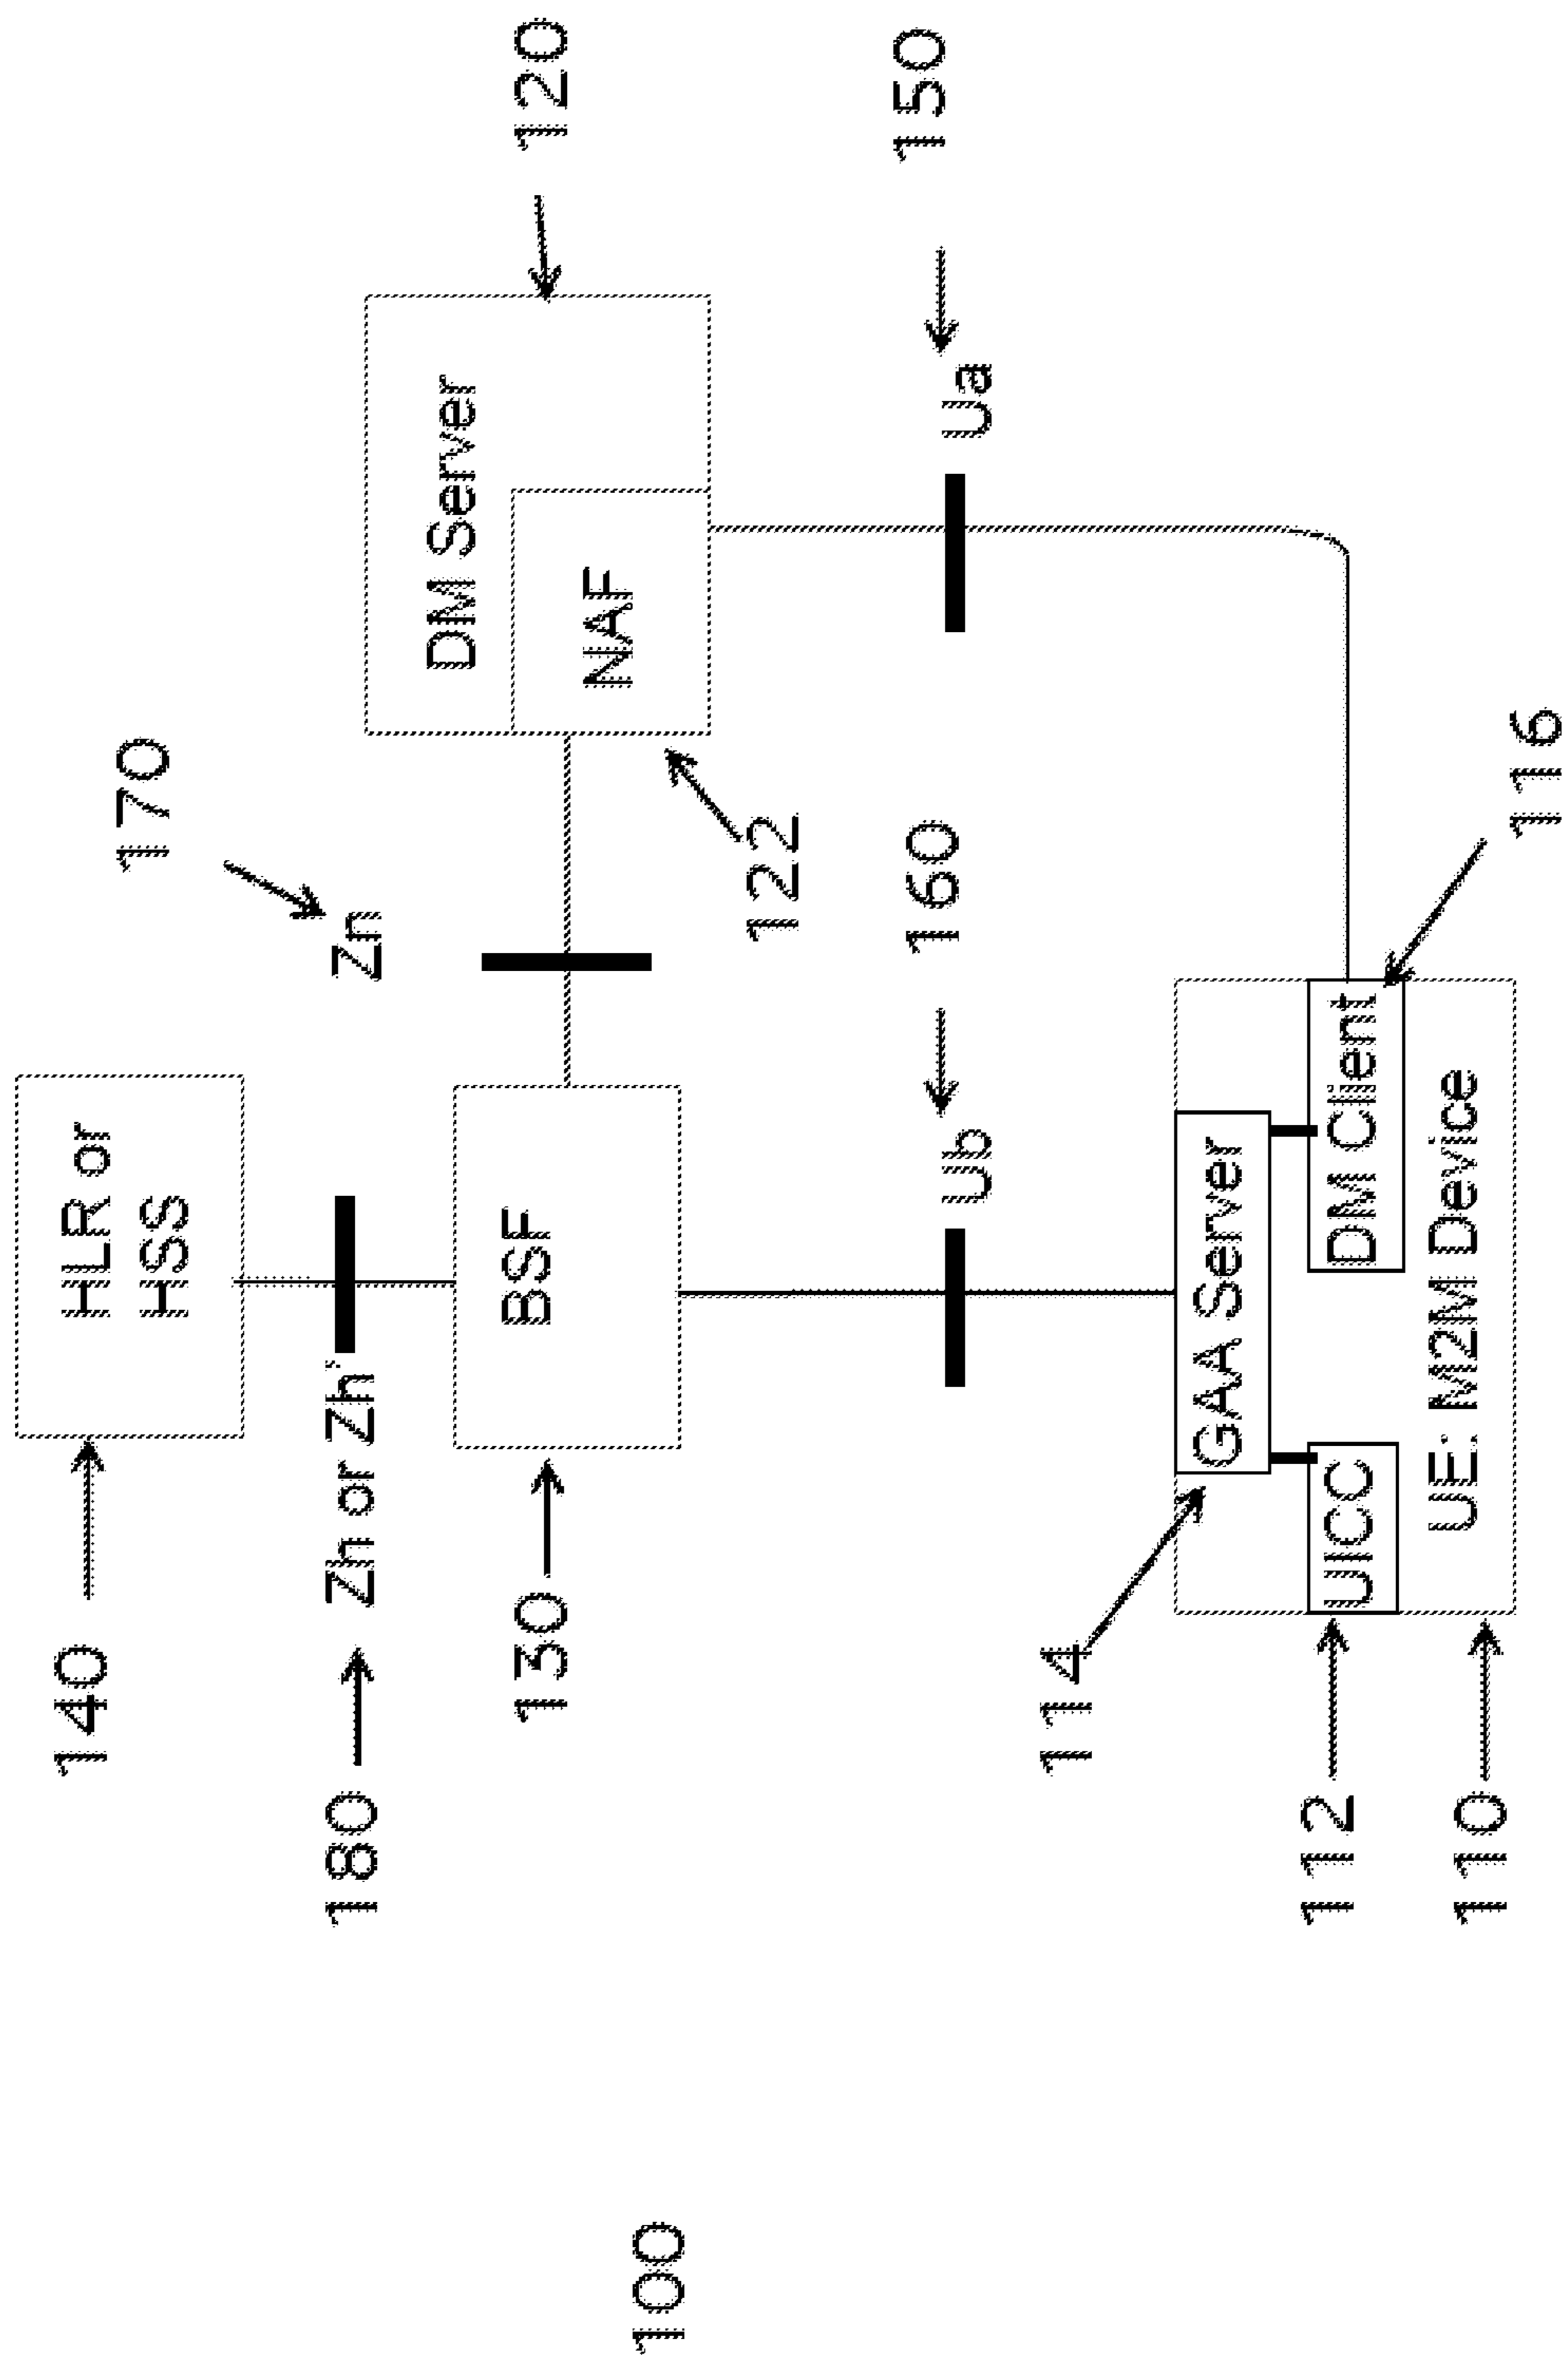 140
HLR or
HSS
170
180
Zh or Zh'
Zn
DM Server
120
130
BSF
NAF
122
100
160
150
Ub
Ua
114
GAA Server
112
UICC
DM Client
110
UE: M2M Device
116